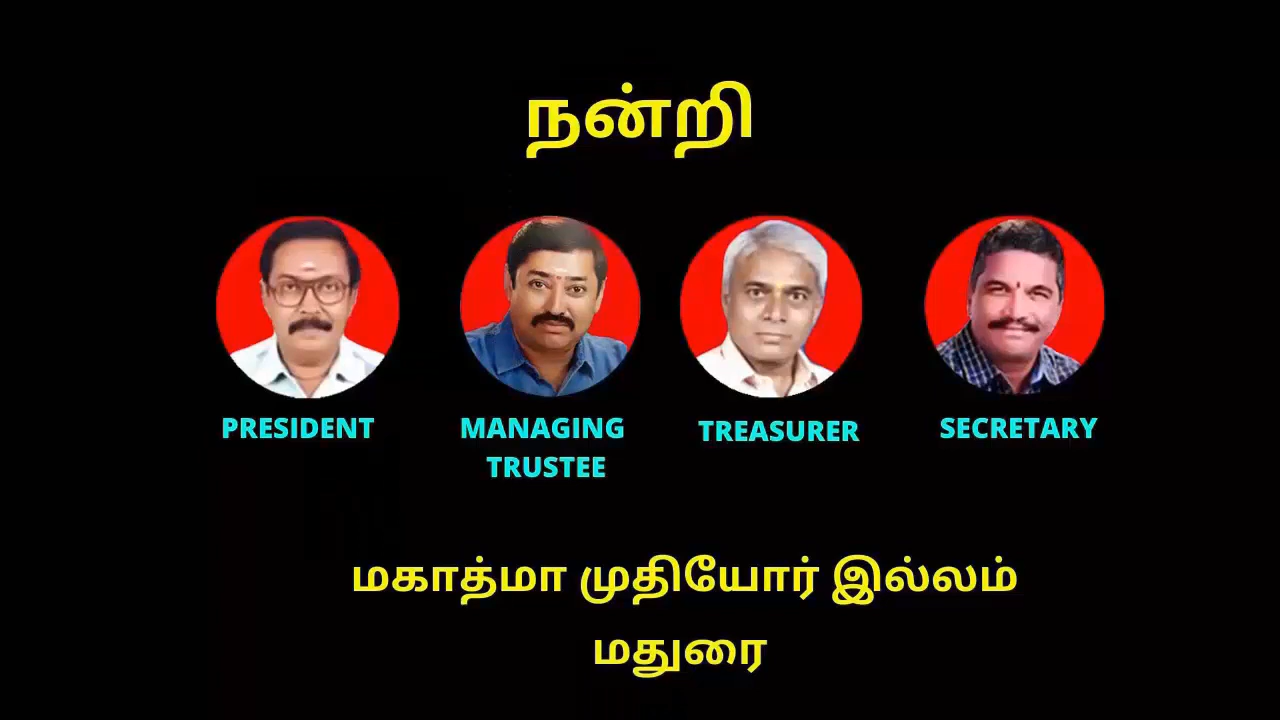 நன்றி
PRESIDENT
MANAGING
TRUSTEE
TREASURER
SECRETARY
மகாத்மா முதியோர் இல்லம்
மதுரை